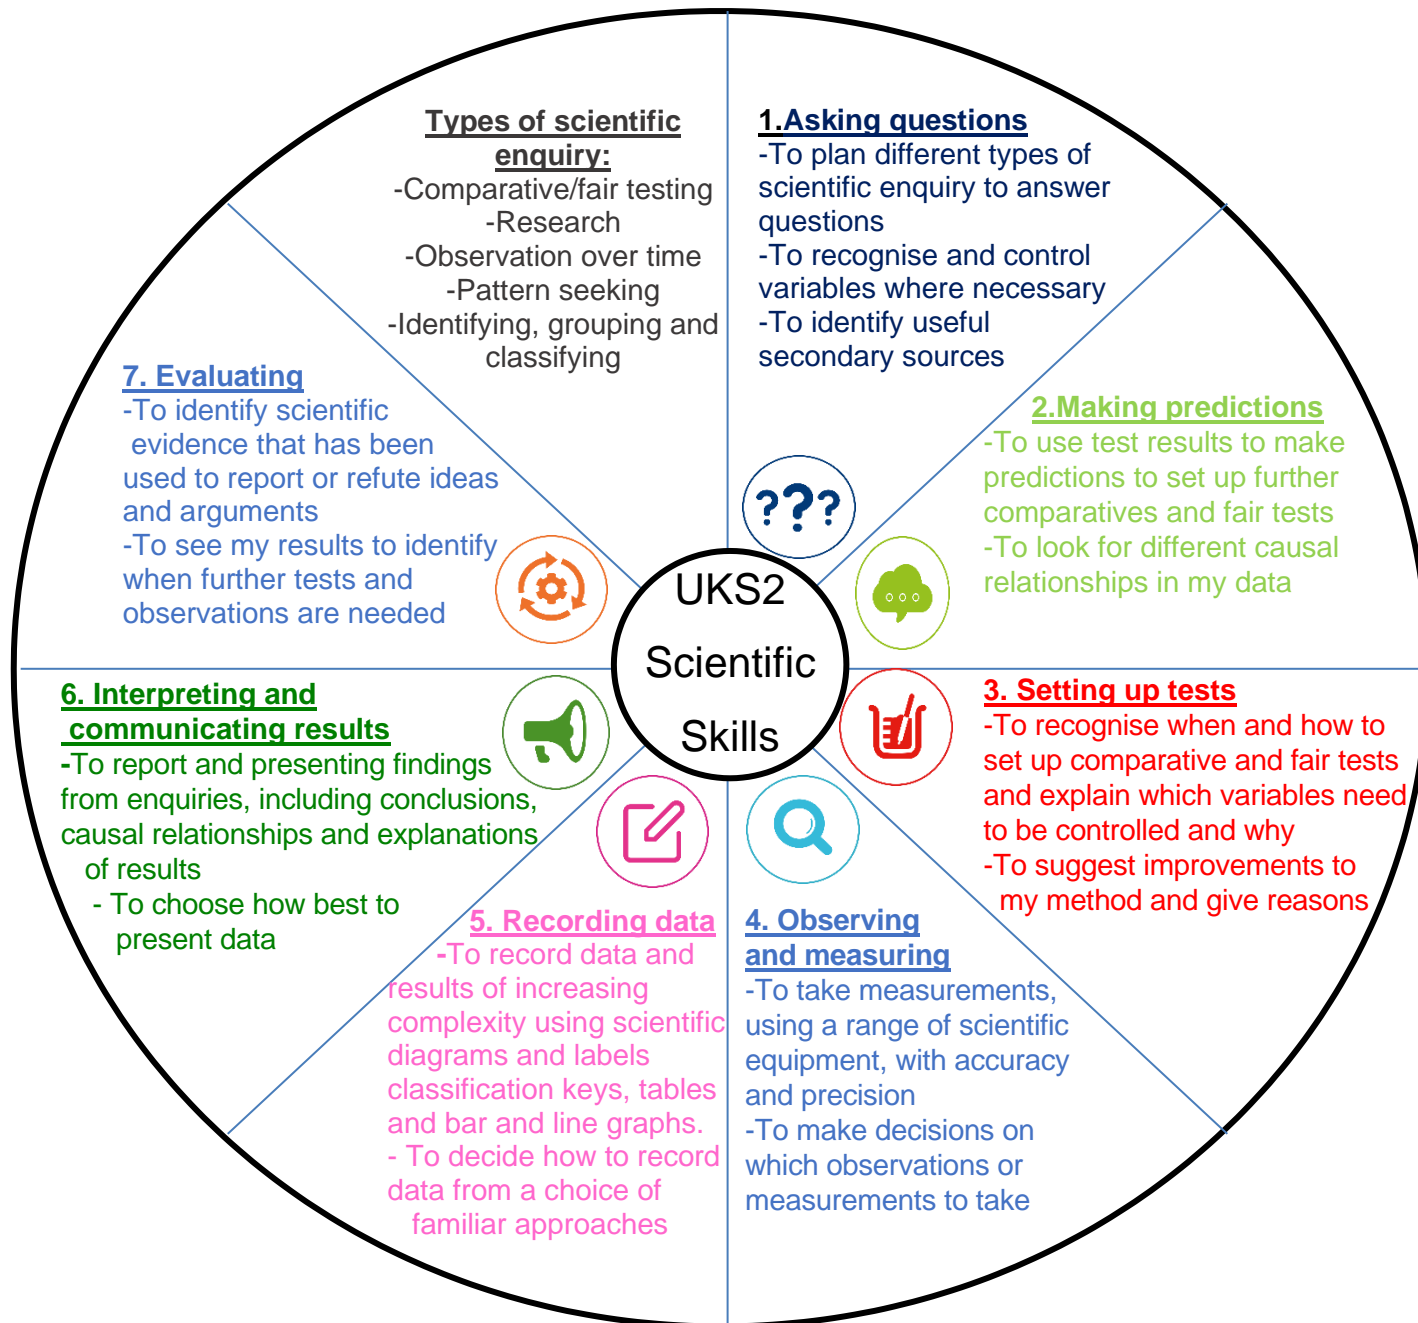 Types of scientific
enquiry:
-Comparative/fair testing
-Research
-Observation over time
-Pattern seeking
-Identifying, grouping and
classifying
1.Asking questions
-To plan different types of
scientific enquiry to answer
questions
-To recognise and control
variables where necessary
-To identify useful
secondary sources
2.Making predictions
-To use test results to make
predictions to set up further
comparatives and fair tests
-To look for different causal
relationships in my data
3. Setting up tests
-To recognise when and how to
set up comparative and fair tests
and explain which variables need
to be controlled and why
-To suggest improvements to
my method and give reasons
4. Observing
and measuring
-To take measurements,
using a range of scientific
equipment, with accuracy
and precision
-To make decisions on
which observations or
measurements to take
5. Recording data
-To record data and
results of increasing
complexity using scientific
diagrams and labels
classification keys, tables
and bar and line graphs.
- To decide how to record
data from a choice of
familiar approaches
6. Interpreting and
communicating results
-To report and presenting findings
from enquiries, including conclusions,
causal relationships and explanations
of results
- To choose how best to
present data
7. Evaluating
-To identify scientific
evidence that has been
used to report or refute ideas
and arguments
-To see my results to identify
when further tests and
observations are needed
???
UKS2
Scientific
Skills